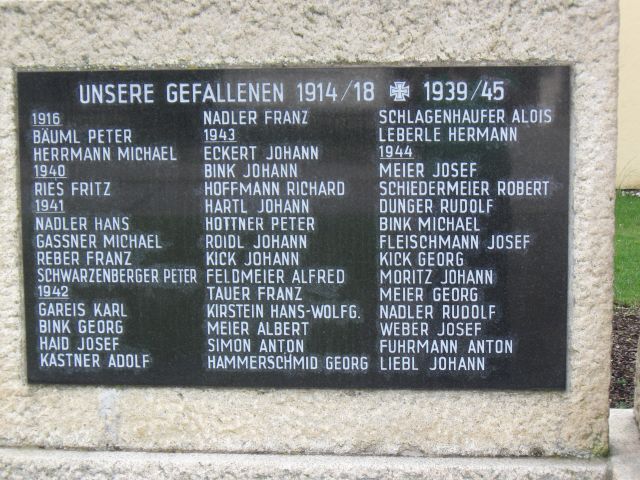 UNSERE GEFALLENEN 1914/18 ✠ 1939/45
1916
BÄUML PETER
HERRMANN MICHAEL
1940
RIES FRITZ
1941
NADLER HANS
GASSNER MICHAEL
REBER FRANZ
SCHWARZENBERGER PETER
1942
GAREIS KARL
BINK GEORG
HAID JOSEF
KASTNER ADOLF
NADLER FRANZ
1943
ECKERT JOHANN
BINK JOHANN
HOFFMANN RICHARD
HARTL JOHANN
HOTTNER PETER
ROIDL JOHANN
KICK JOHANN
FELDMEIER ALFRED
TAUER FRANZ
KIRSTEIN HANS-WOLFG.
MEIER ALBERT
SIMON ANTON
HAMMERSCHMID GEORG
SCHLAGENHAUFER ALOIS
LEBERLE HERMANN
1944
MEIER JOSEF
SCHIEDERMEIER ROBERT
DUNGER RUDOLF
BINK MICHAEL
FLEISCHMANN JOSEF
KICK GEORG
MORITZ JOHANN
MEIER GEORG
NADLER RUDOLF
WEBER JOSEF
FUHRMANN ANTON
LIEBL JOHANN